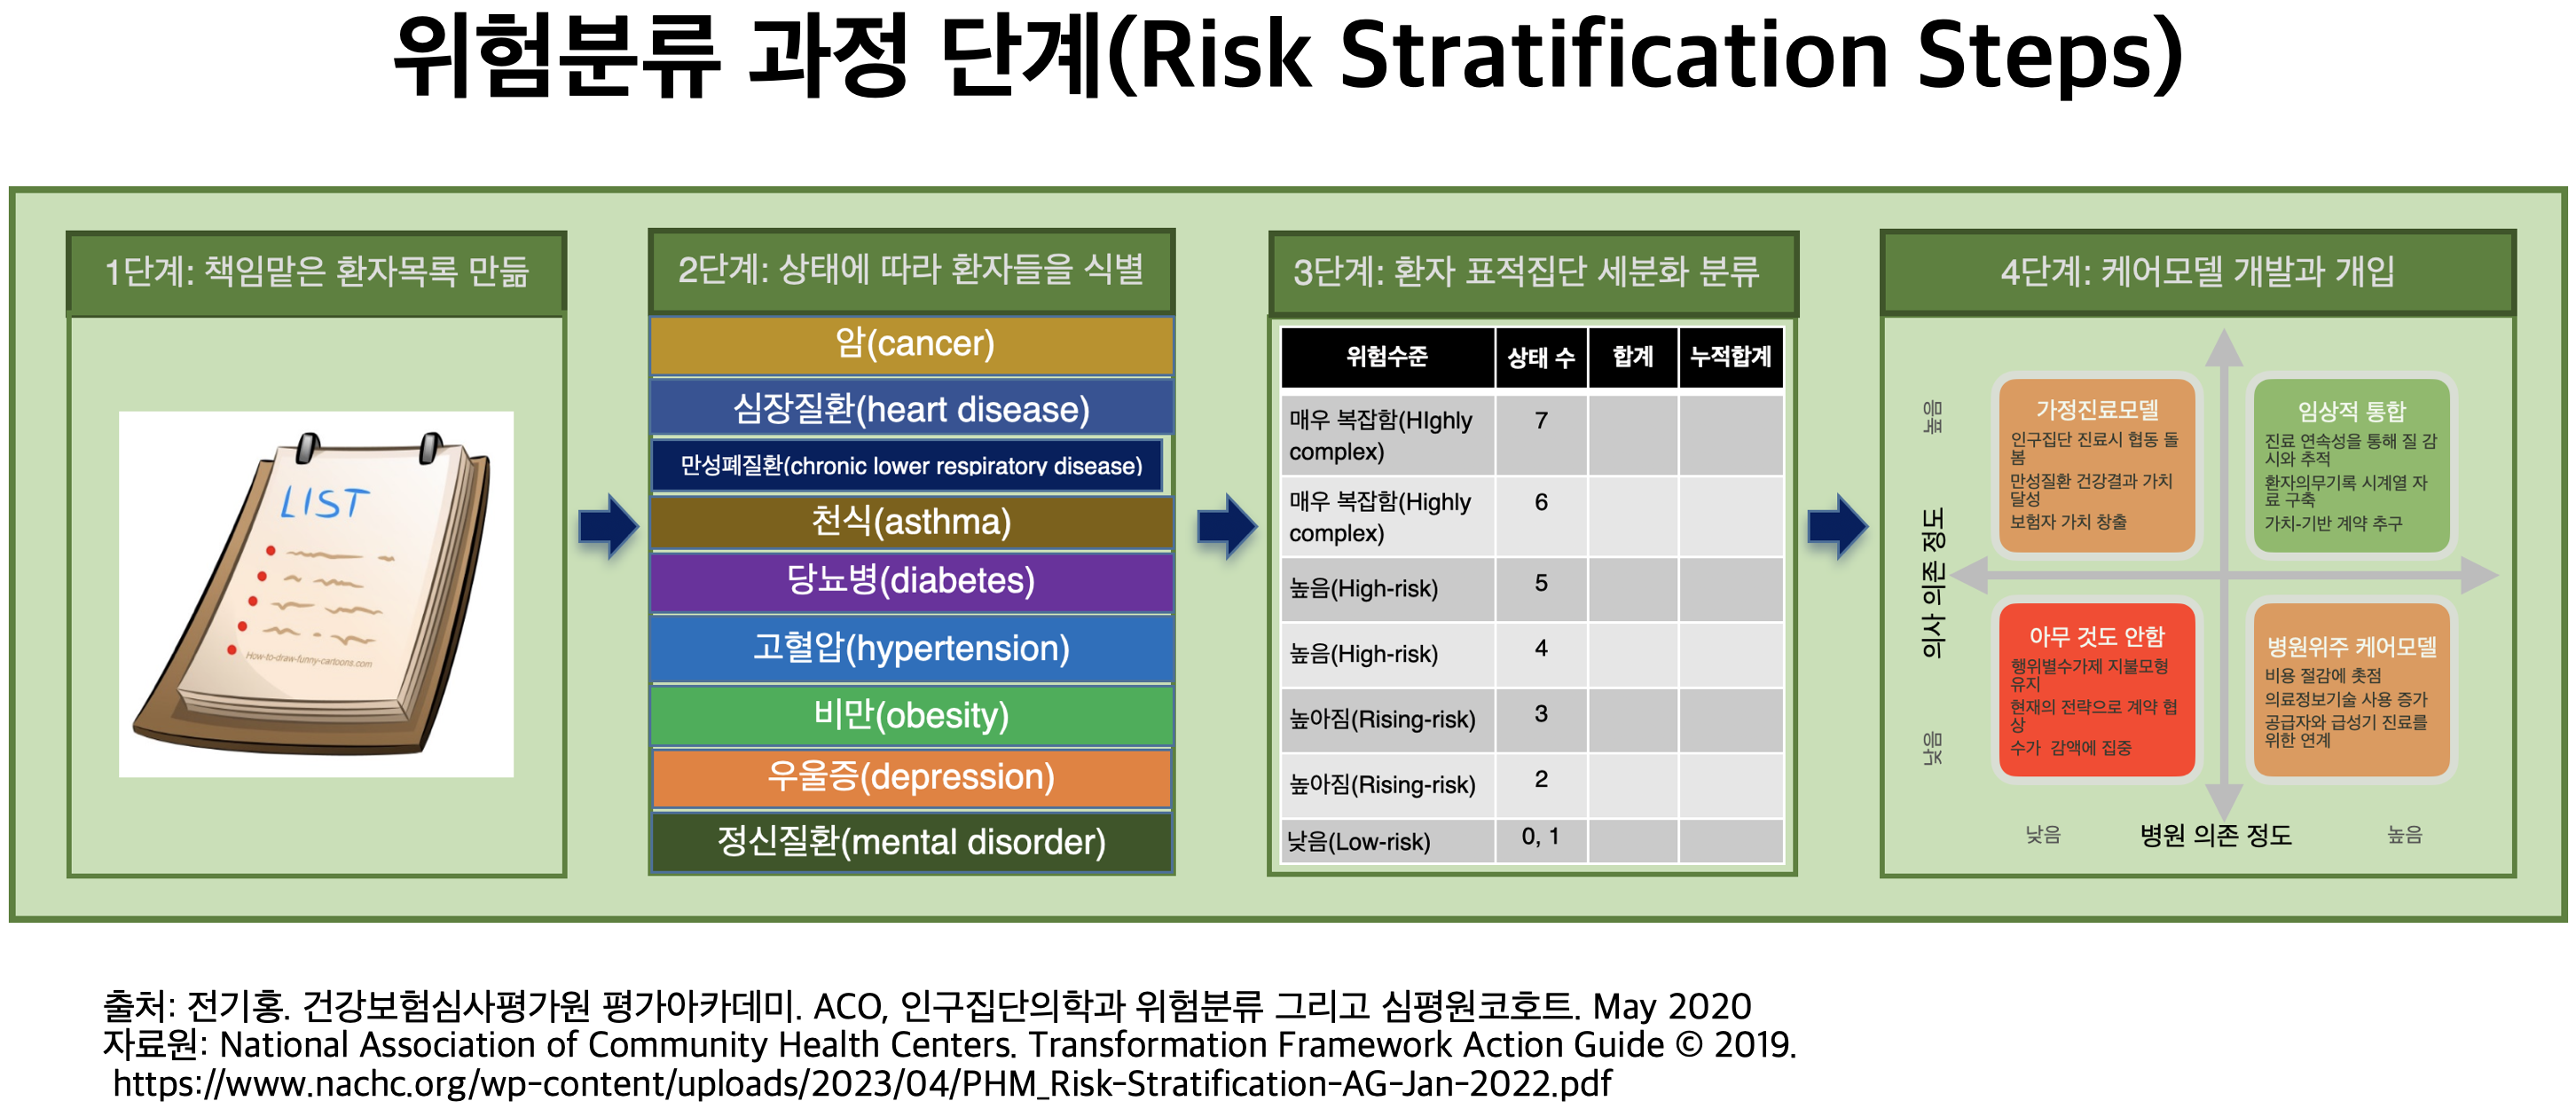 위험분류 과정 단계(Risk Stratification Steps)
1단계: 책임맡은 환자목록 만듦
LIST
How-to-draw-funny-cartoons.com
2단계: 상태에 따라 환자들을 식별
암(cancer)
심장질환(heart disease)
만성폐질환(chronic lower respiratory disease)
천식(asthma)
당뇨병(diabetes)
고혈압(hypertension)
비만(obesity)
우울증(depression)
정신질환(mental disorder)
3단계: 환자 표적집단 세분화 분류
위험수준 상태 수 합계 누적합계
매우 복잡함(HIghly 7
complex)
매우 복잡함(Highly 6
complex)
높음(High-risk) 5
높음(High-risk) 4
높아짐(Rising-risk) 3
높아짐(Rising-risk) 2
낮음(Low-risk) 0, 1
4단계: 케어모델 개발과 개입
높음
의사 의존 정도
낮음
가정진료모델
인구집단 진료시 협동 돌
봄
만성질환 건강결과 가치
달성
보험자 가치 창출
임상적 통합
진료 연속성을 통해 질 감
시와 추적
환자의무기록 시계열 자
료 구축
가치-기반 계약 추구
아무 것도 안함
행위별수가제 지불모형
유지
현재의 전략으로 계약 협
상
수가 감액에 집중
병원위주 케어모델
비용 절감에 촛점
의료정보기술 사용 증가
공급자와 급성기 진료를
위한 연계
낮음 병원 의존 정도 높음
출처: 전기홍. 건강보험심사평가원 평가아카데미. ACO, 인구집단의학과 위험분류 그리고 심평원코호트. May 2020
자료원: National Association of Community Health Centers. Transformation Framework Action Guide © 2019.
https://www.nachc.org/wp-content/uploads/2023/04/PHM_Risk-Stratification-AG-Jan-2022.pdf